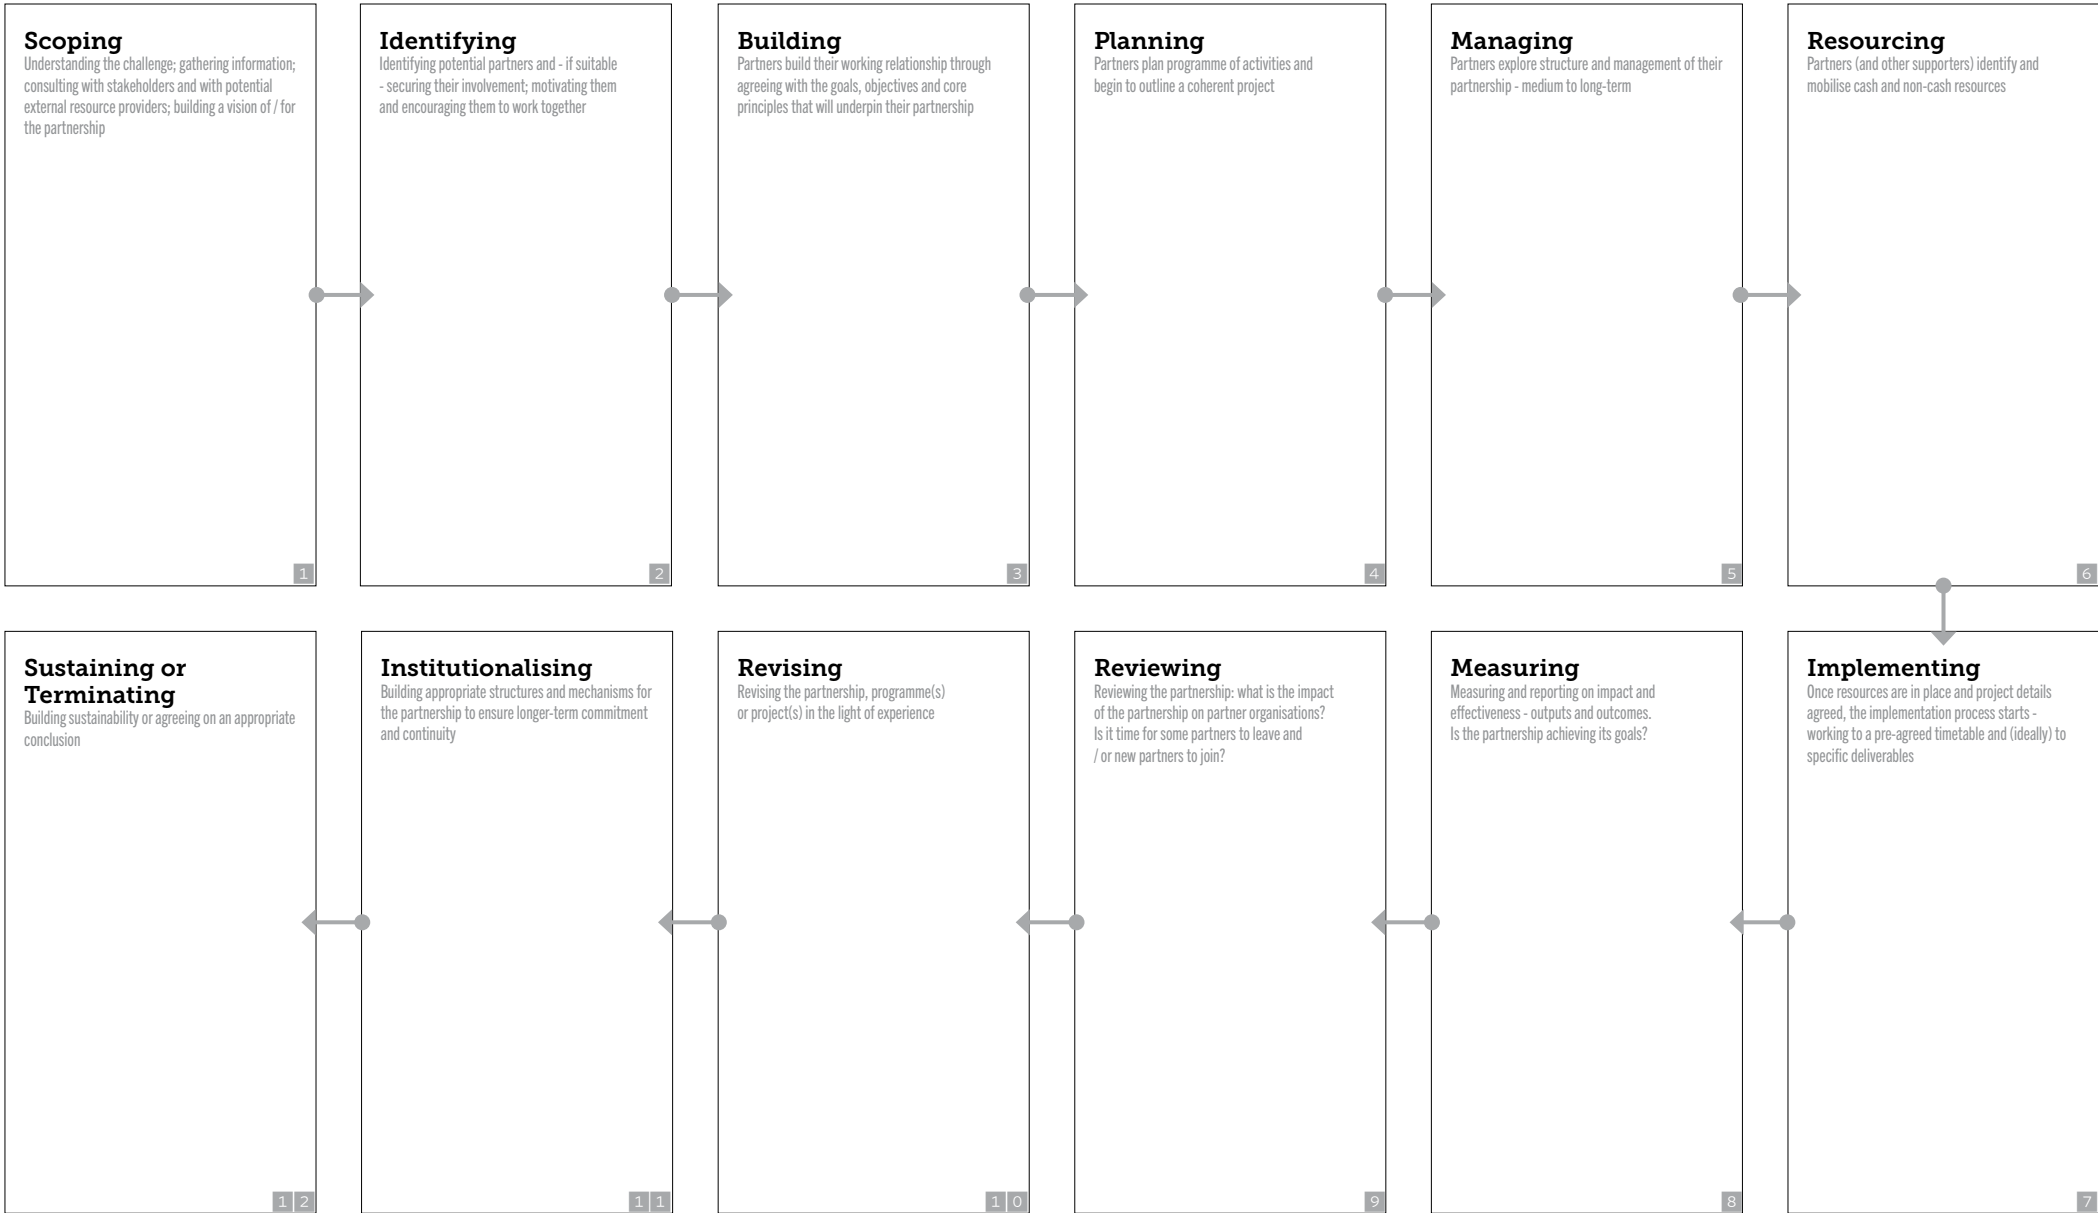 Scoping
Understanding the challenge; gathering information;
consulting with stakeholders and with potential
external resource providers; building a vision of / for
the partnership
1
Identifying
Identifying potential partners and - if suitable
- securing their involvement; motivating them
and encouraging them to work together
2
Building
Partners build their working relationship through
agreeing with the goals, objectives and core
principles that will underpin their partnership
3
Planning
Partners plan programme of activities and
begin to outline a coherent project
4
Managing
Partners explore structure and management of their
partnership - medium to long-term
5
Resourcing
Partners (and other supporters) identify and
mobilise cash and non-cash resources
6
Implementing
Once resources are in place and project details
agreed, the implementation process starts -
working to a pre-agreed timetable and (ideally) to
specific deliverables
7
Measuring
Measuring and reporting on impact and
effectiveness - outputs and outcomes.
Is the partnership achieving its goals?
8
Reviewing
Reviewing the partnership: what is the impact
of the partnership on partner organisations?
Is it time for some partners to leave and
/ or new partners to join?
9
Revising
Revising the partnership, programme(s)
or project(s) in the light of experience
10
Institutionalising
Building appropriate structures and mechanisms for
the partnership to ensure longer-term commitment
and continuity
11
Sustaining or
Terminating
Building sustainability or agreeing on an appropriate
conclusion
12